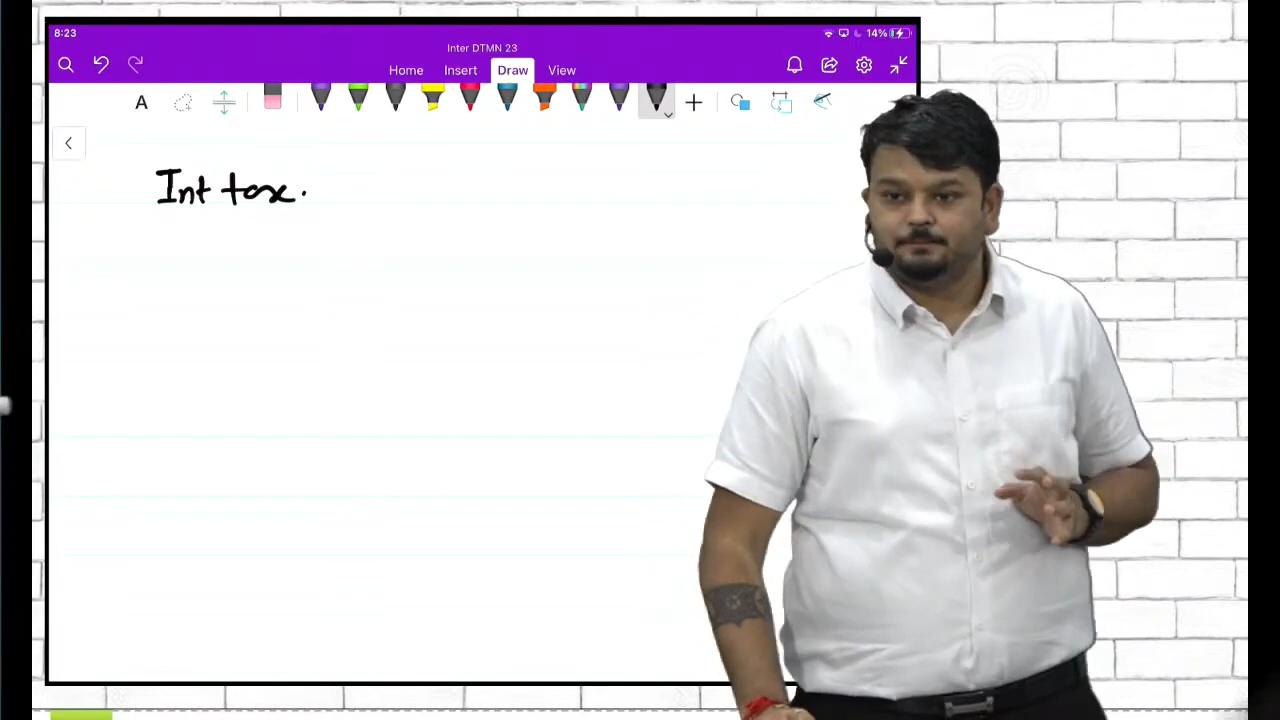 8:23
14%
Inter DTMN 23
Home Insert Draw View
A
Int tax.